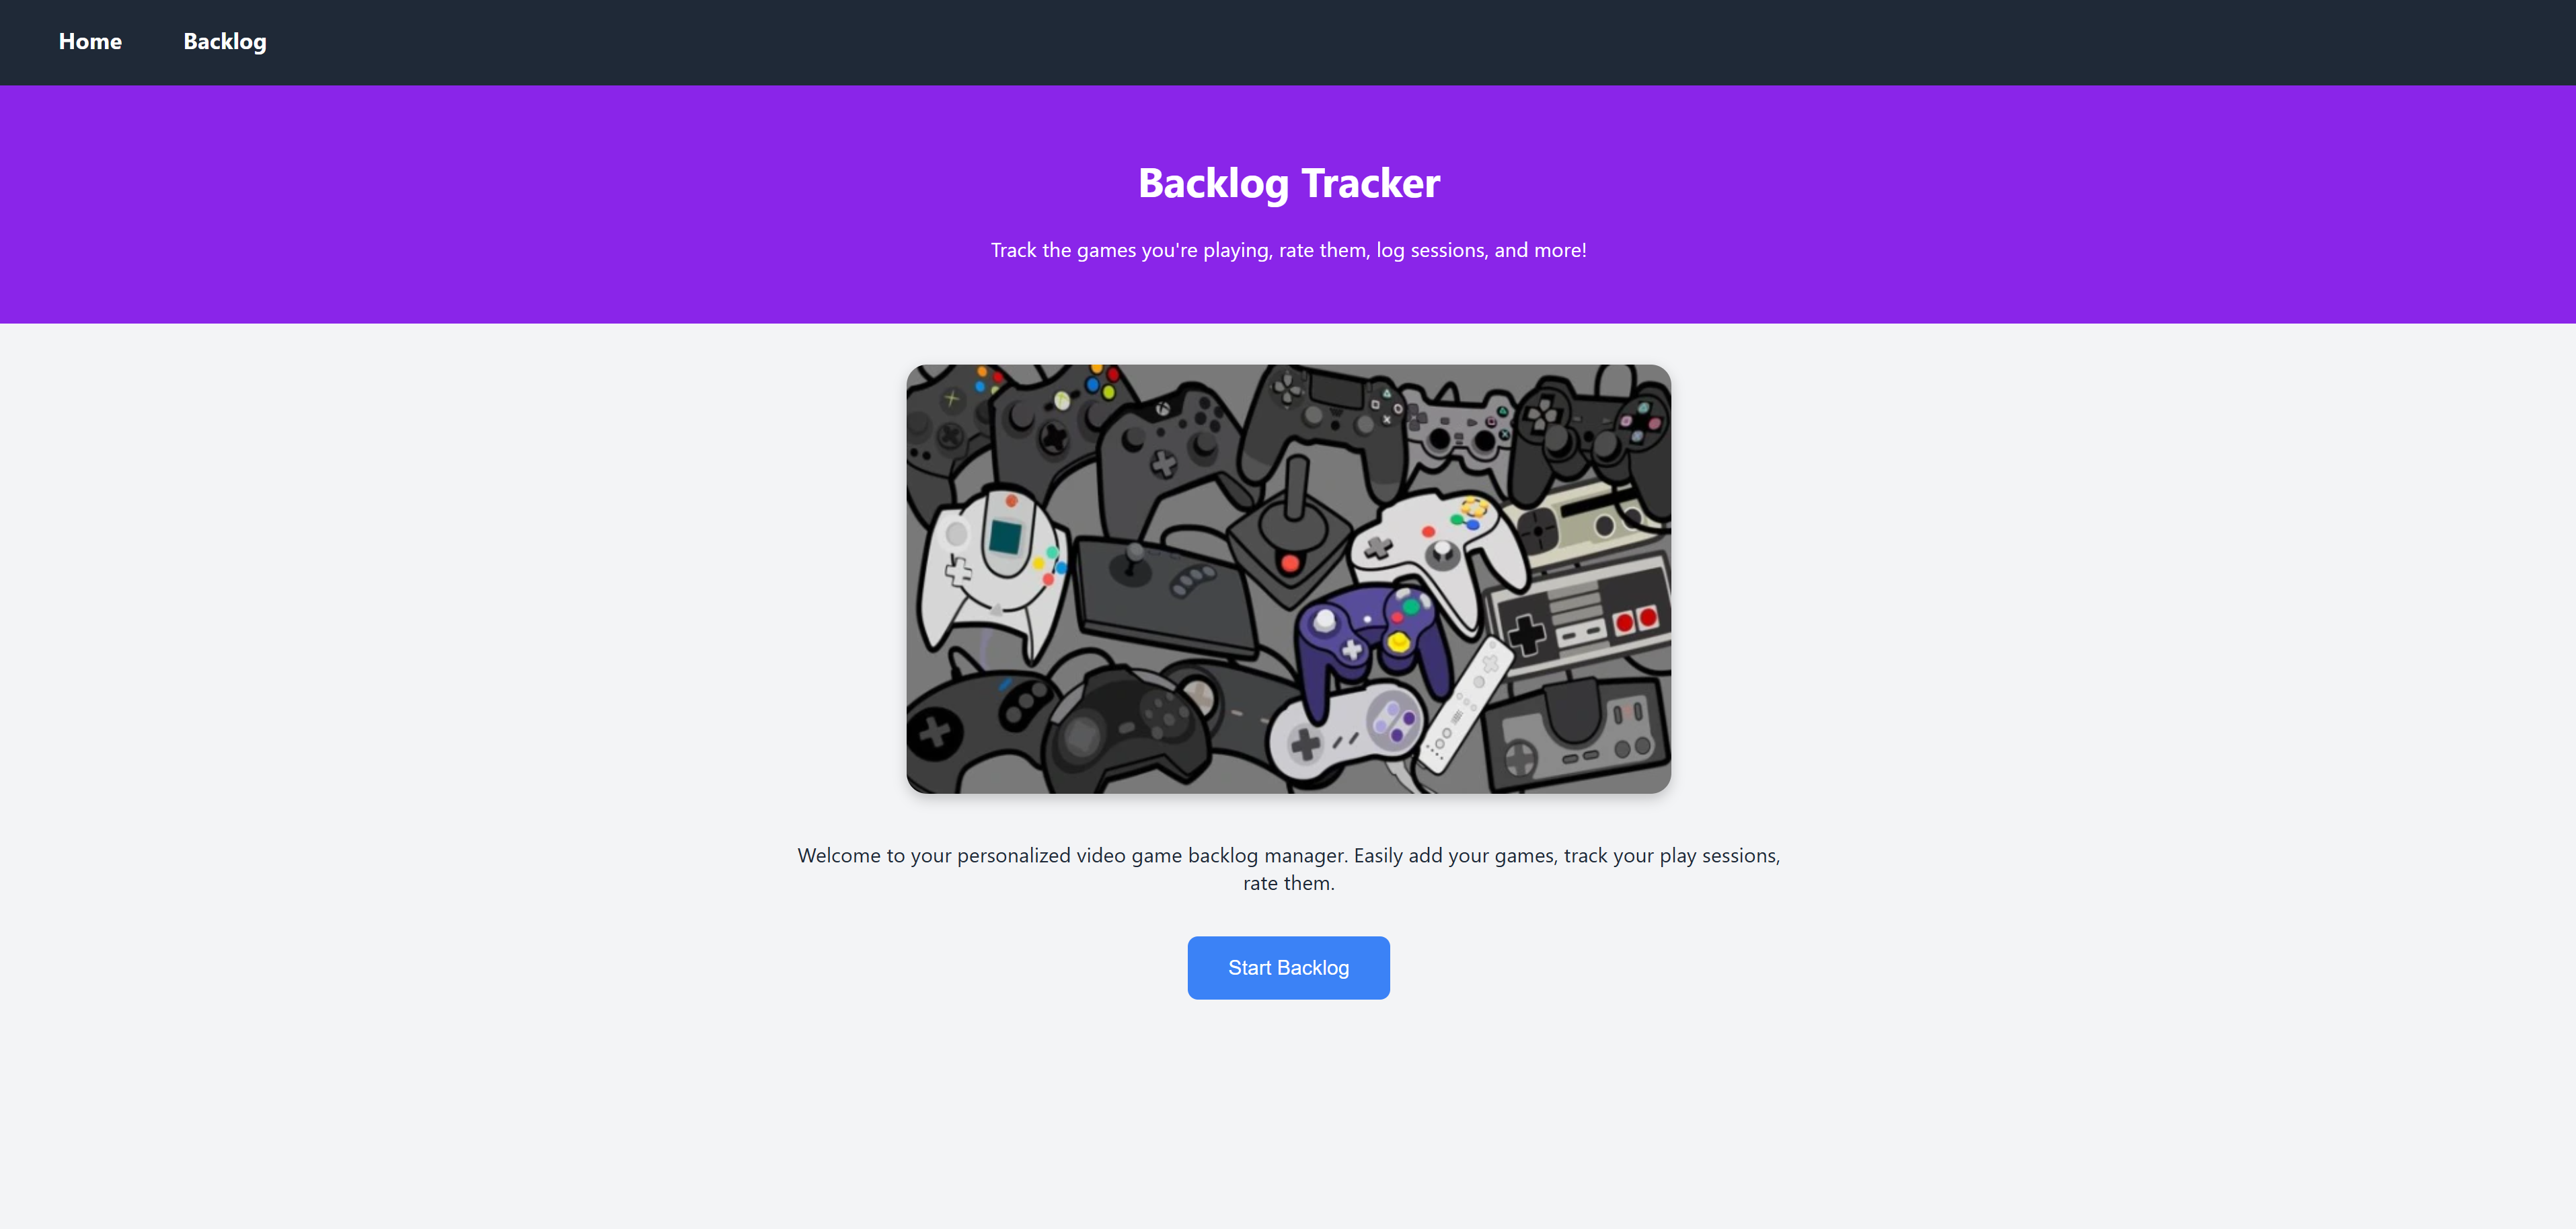 Home Backlog
Backlog Tracker
Track the games you're playing, rate them, log sessions, and more!
Welcome to your personalized video game backlog manager. Easily add your games, track your play sessions,
rate them.
Start Backlog